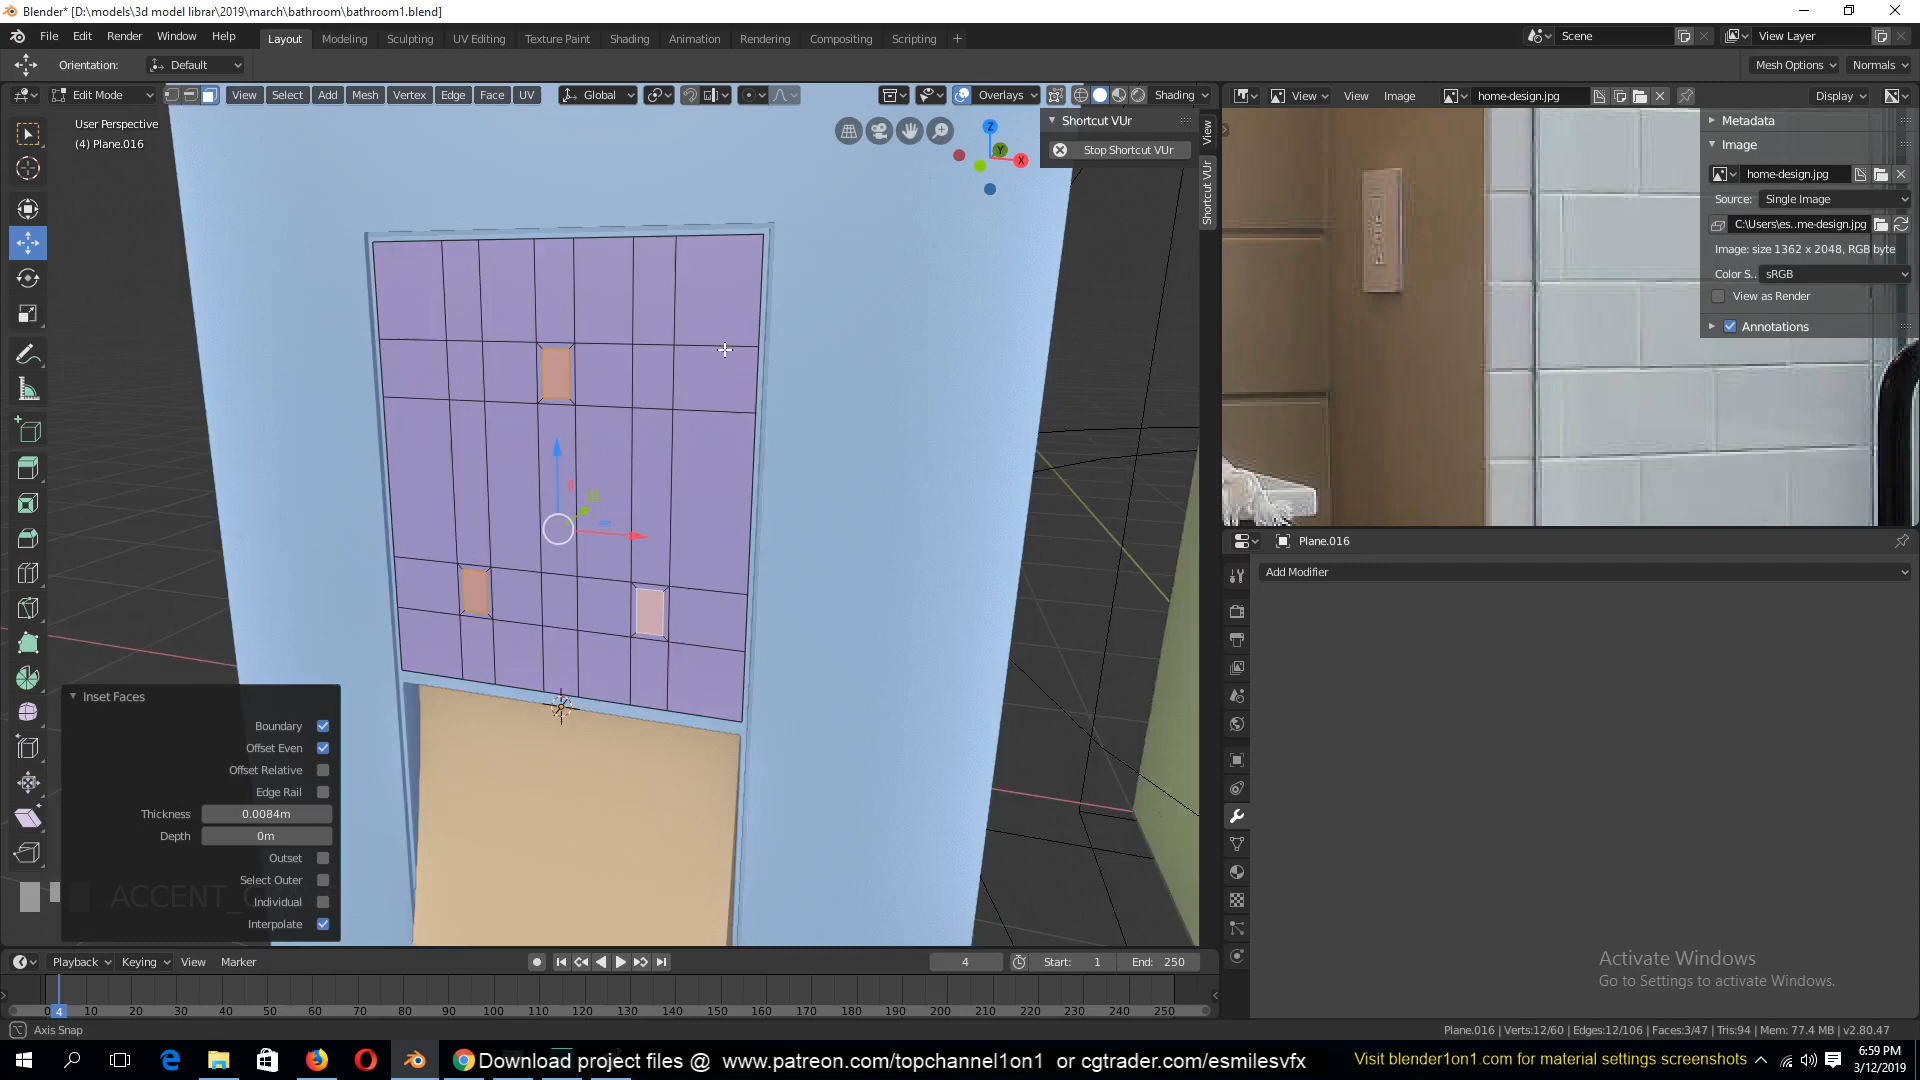 Blender* [D:\models\3d model librar\2019\march\bathroom\bathroom1.blend]
File Edit Render Window Help Layout Modeling Sculpting UV Editing Texture Paint Shading Animation Rendering Compositing Scripting + Scene View Layer
Orientation: Default Mesh Options Normals
Edit Mode View Select Add Mesh Vertex Edge Face UV Global Overlays Shading View View Image home-design.jpg Display
User Perspective
(4) Plane.016
Z
Y
X
Shortcut VUr
Stop Shortcut VUr
View
Shortcut VUr
Metadata
Image
home-design.jpg
Source: Single Image
C:\Users\es..me-design.jpg
Image: size 1362 x 2048, RGB byte
Color S.. sRGB
View as Render
Annotations
Plane.016
Add Modifier
Inset Faces
Boundary
Offset Even
Offset Relative
Edge Rail
Thickness 0.0084m
Depth 0m
Outset
Select Outer
Individual
Interpolate
Activate Windows
Go to Settings to activate Windows.
Playback Keying View Marker 4 Start: 1 End: 250
0 4 10 20 30 40 50 60 70 80 90 100 110 120 130 140 150 160 170 180 190 200 210 220 230 240 250
Axis Snap
Plane.016 | Verts:12/60 | Edges:12/106 | Faces:3/47 | Tris:94 | Mem: 77.4 MB | v2.80.47
Download project files @ www.patreon.com/topchannel1on1 or cgtrader.com/esmilesvfx
Visit blender1on1.com for material settings screenshots
6:59 PM
3/12/2019